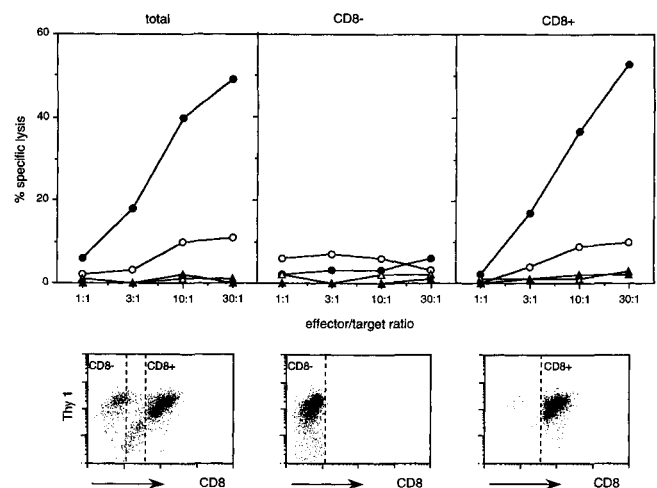 total CD8- CD8+
60
40
20
0
% specific lysis
1:1 3:1 10:1 30:1 1:1 3:1 10:1 30:1 1:1 3:1 10:1 30:1
effector/target ratio
CD8- CD8+ CD8- CD8+
Thy 1
CD8 CD8 CD8